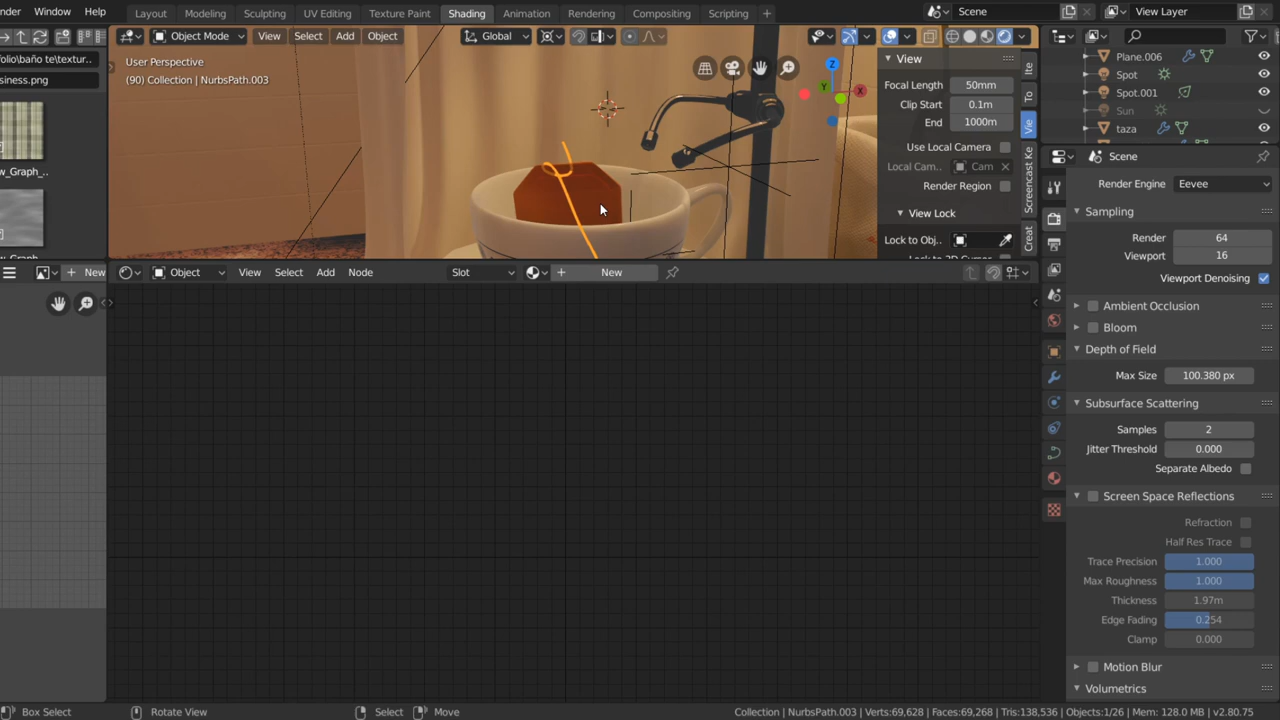 nder Window Help Layout Modeling Sculpting UV Editing Texture Paint Shading Animation Rendering Compositing Scripting + Scene View Layer
Object Mode View Select Add Object Global
folio\baño te\textur..
siness.png
w_Graph_..
w_Graph_
User Perspective
(90) Collection | NurbsPath.003
Z
Y
X
View
Focal Length 50mm
Clip Start 0.1m
End 1000m
Use Local Camera
Local Cam.. Cam
Render Region
View Lock
Lock to Obj..
Ite
To
Vie
Screencast Ke
Creat
Plane.006
Spot
Spot.001
Sun
taza
Scene
Render Engine Eevee
Sampling
Render 64
Viewport 16
Viewport Denoising
Ambient Occlusion
Bloom
Depth of Field
Max Size 100.380 px
Subsurface Scattering
Samples 2
Jitter Threshold 0.000
Separate Albedo
Screen Space Reflections
Refraction
Half Res Trace
Trace Precision 1.000
Max Roughness 1.000
Thickness 1.97m
Edge Fading 0.254
Clamp 0.000
Motion Blur
Volumetrics
+ New
Object View Select Add Node Slot + New
Box Select Rotate View Select Move Collection | NurbsPath.003 | Verts:69,628 | Faces:69,268 | Tris:138,536 | Objects:1/26 | Mem: 128.0 MB | v2.80.75